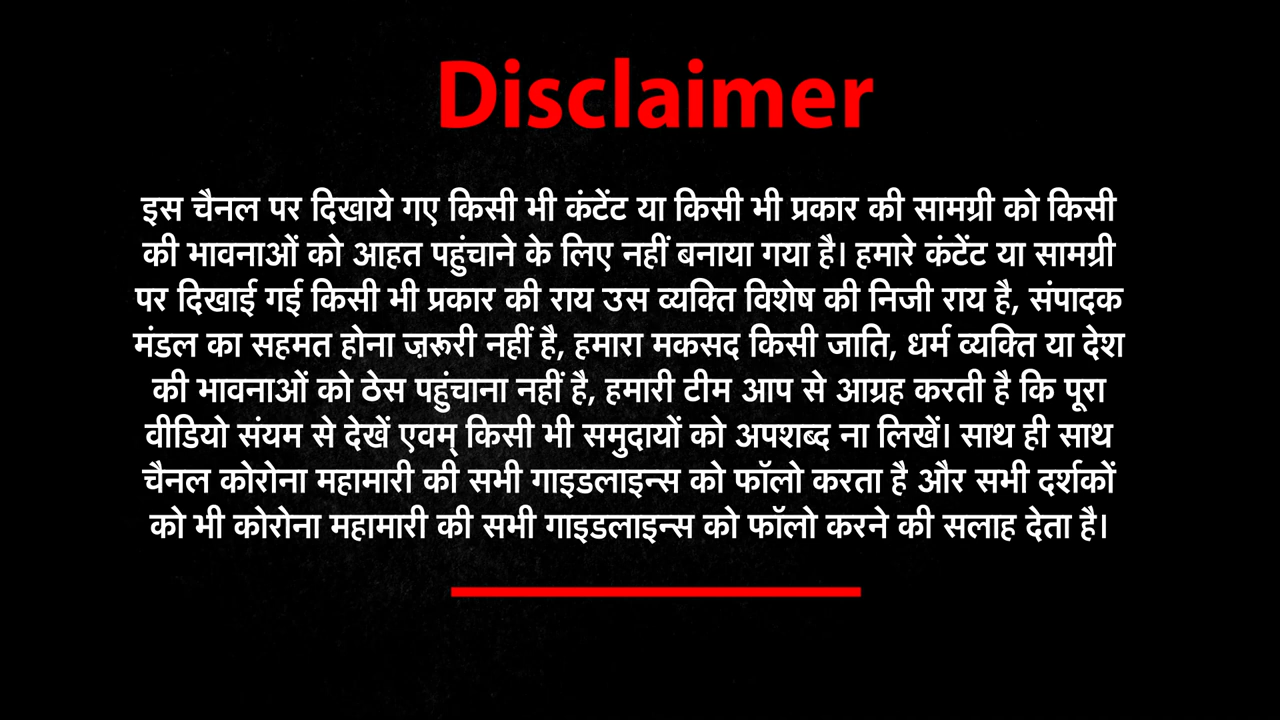 Disclaimer
इस चैनल पर दिखाये गए किसी भी कंटेंट या किसी भी प्रकार की सामग्री को किसी
की भावनाओं को आहत पहुंचाने के लिए नहीं बनाया गया है। हमारे कंटेंट या सामग्री
पर दिखाई गई किसी भी प्रकार की राय उस व्यक्ति विशेष की निजी राय है, संपादक
मंडल का सहमत होना ज़रूरी नहीं है, हमारा मकसद किसी जाति, धर्म व्यक्ति या देश
की भावनाओं को ठेस पहुंचाना नहीं है, हमारी टीम आप से आग्रह करती है कि पूरा
वीडियो संयम से देखें एवम् किसी भी समुदायों को अपशब्द ना लिखें। साथ ही साथ
चैनल कोरोना महामारी की सभी गाइडलाइन्स को फॉलो करता है और सभी दर्शकों
को भी कोरोना महामारी की सभी गाइडलाइन्स को फॉलो करने की सलाह देता है।